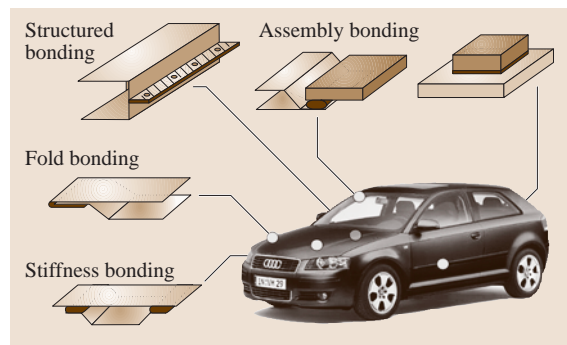 Structured
bonding
Assembly bonding
Fold bonding
Stiffness bonding